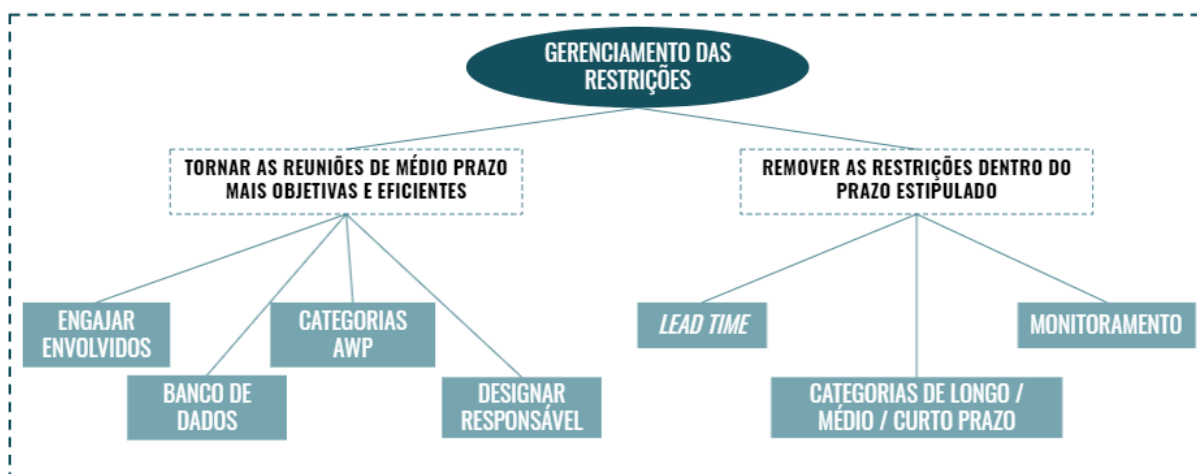 GERENCIAMENTO DAS
RESTRIÇÕES
TORNAR AS REUNIÕES DE MÉDIO PRAZO
MAIS OBJETIVAS E EFICIENTES
REMOVER AS RESTRIÇÕES DENTRO DO
PRAZO ESTIPULADO
ENGAJAR
ENVOLVIDOS
CATEGORIAS
AWP
LEAD TIME
MONITORAMENTO
BANCO DE
DADOS
DESIGNAR
RESPONSÁVEL
CATEGORIAS DE LONGO /
MÉDIO / CURTO PRAZO